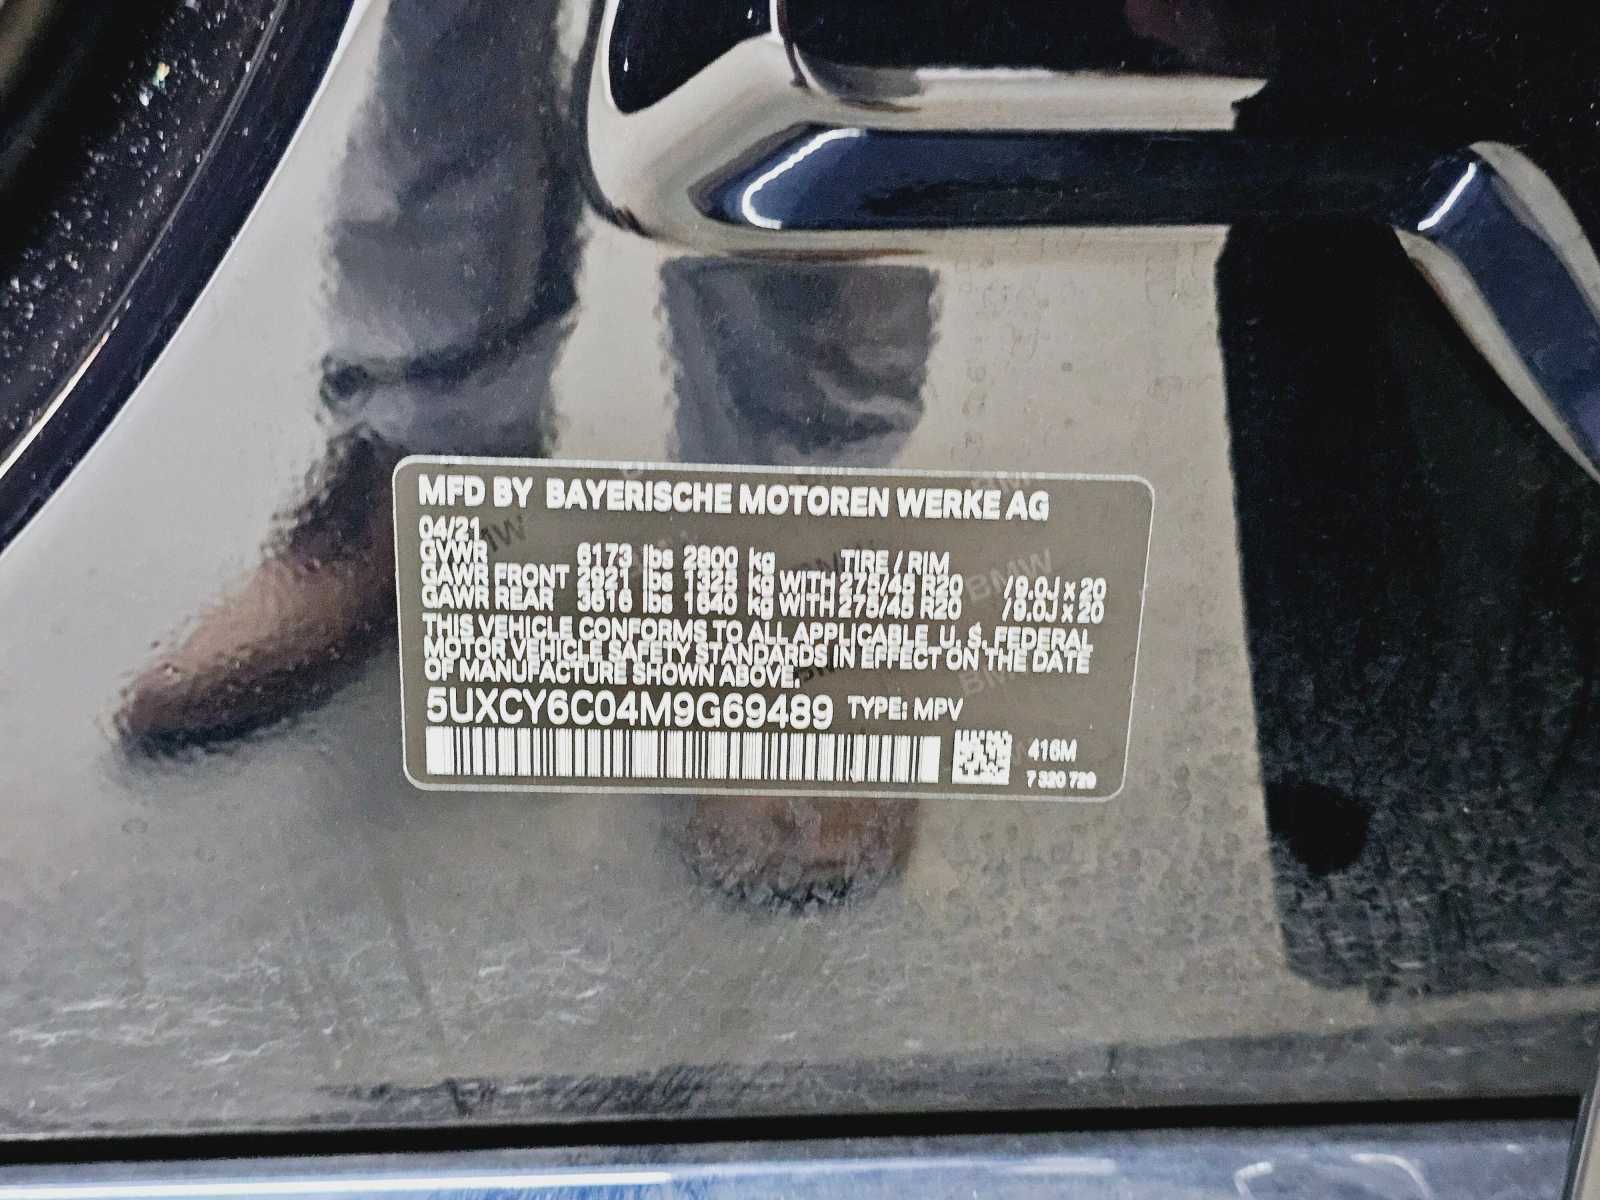 MFD BY BAYERISCHE MOTOREN WERKE AG
04/21
GVWR 6173 lbs 2800 kg TIRE / RIM
GAWR FRONT 2921 lbs 1325 kg WITH 275/45 R20 / 9.0J x 20
GAWR REAR 3616 lbs 1640 kg WITH 275/45 R20 / 9.0J x 20
THIS VEHICLE CONFORMS TO ALL APPLICABLE U. S. FEDERAL
MOTOR VEHICLE SAFETY STANDARDS IN EFFECT ON THE DATE
OF MANUFACTURE SHOWN ABOVE.
5UXCY6C04M9G69489 TYPE: MPV
416M
7 320 729